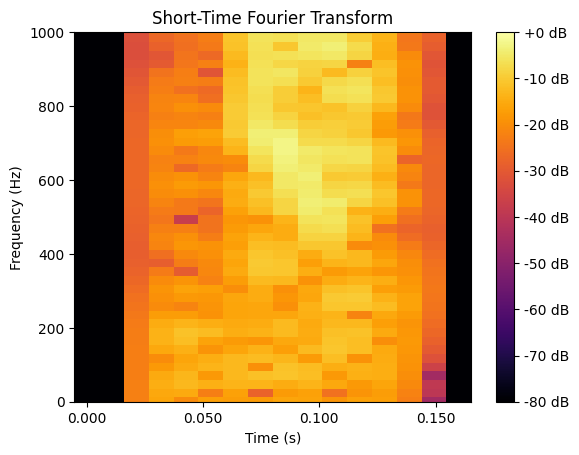 Short-Time Fourier Transform
1000
800
600
400
200
0
Frequency (Hz)
0.000
0.050
0.100
0.150
Time (s)
+0 dB
-10 dB
-20 dB
-30 dB
-40 dB
-50 dB
-60 dB
-70 dB
-80 dB